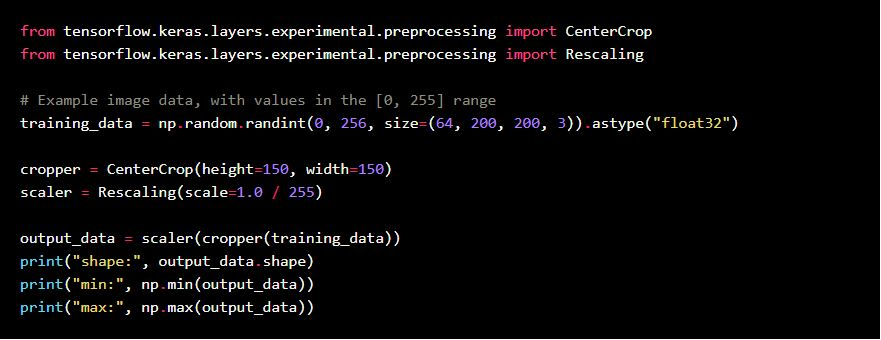 from tensorflow.keras.layers.experimental.preprocessing import CenterCrop
from tensorflow.keras.layers.experimental.preprocessing import Rescaling
# Example image data, with values in the [0, 255] range
training_data = np.random.randint(0, 256, size=(64, 200, 200, 3)).astype("float32")
cropper = CenterCrop(height=150, width=150)
scaler = Rescaling(scale=1.0 / 255)
output_data = scaler(cropper(training_data))
print("shape:", output_data.shape)
print("min:", np.min(output_data))
print("max:", np.max(output_data))